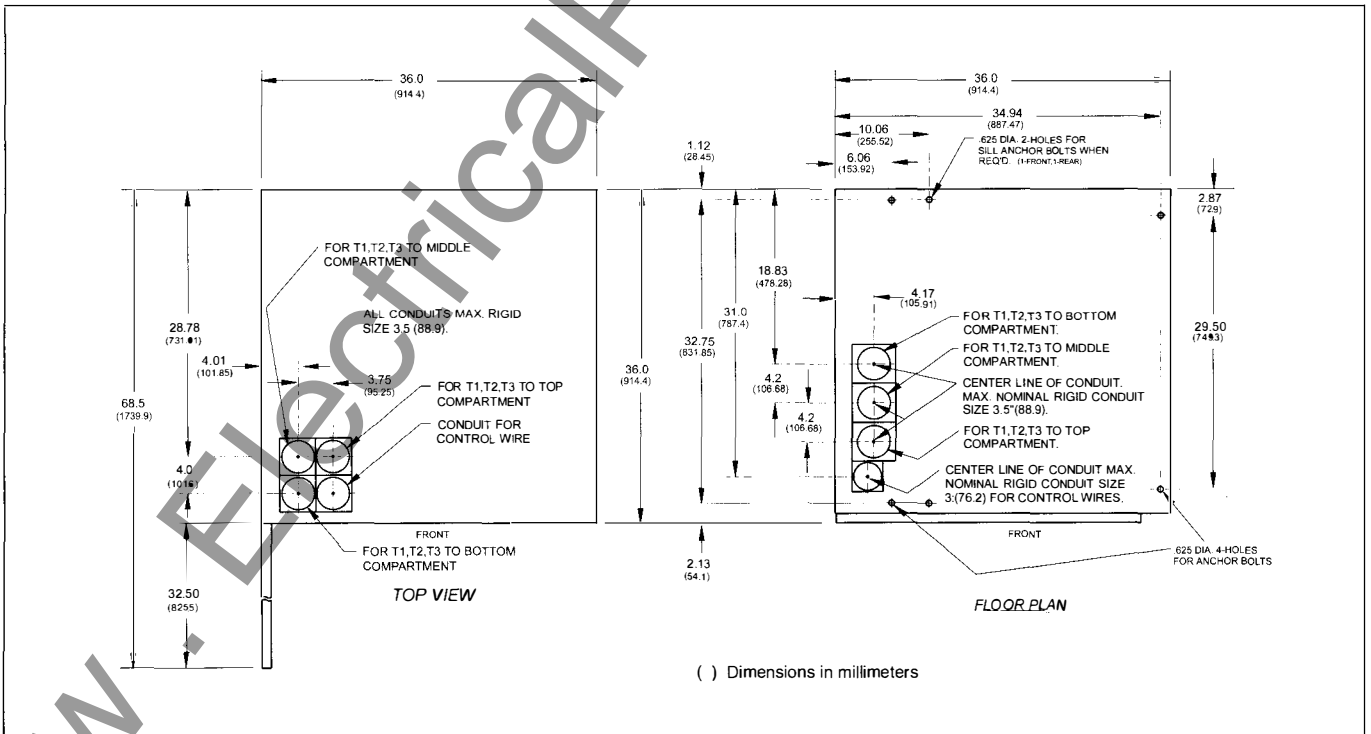 36.0
(914.4)
28.78
(731.01)
4.01
(101.85)
3.75
(95.25)
68.5
(1739.9)
4.0
(1016)
32.50
(8255)
FOR T1,T2,T3 TO MIDDLE
COMPARTMENT
ALL CONDUITS MAX. RIGID
SIZE 3.5 (88.9).
FOR T1,T2,T3 TO TOP
COMPARTMENT
CONDUIT FOR
CONTROL WIRE
FRONT
FOR T1,T2,T3 TO BOTTOM
COMPARTMENT
TOP VIEW
36.0
(914.4)
34.94
(887.47)
10.06
(255.52)
6.06
(153.92)
.625 DIA. 2-HOLES FOR
SILL ANCHOR BOLTS WHEN
REQ'D. (1-FRONT,1-REAR)
1.12
(28.45)
2.87
(72.9)
18.83
(478.28)
4.17
(105.91)
31.0
(787.4)
32.75
(831.85)
36.0
(914.4)
4.2
(106.68)
4.2
(106.68)
29.50
(749.3)
FOR T1,T2,T3 TO BOTTOM
COMPARTMENT.
FOR T1,T2,T3 TO MIDDLE
COMPARTMENT.
CENTER LINE OF CONDUIT.
MAX. NOMINAL RIGID CONDUIT
SIZE 3.5"(88.9).
FOR T1,T2,T3 TO TOP
COMPARTMENT.
CENTER LINE OF CONDUIT MAX.
NOMINAL RIGID CONDUIT SIZE
3:(76.2) FOR CONTROL WIRES.
FRONT
2.13
(54.1)
.625 DIA. 4-HOLES
FOR ANCHOR BOLTS
FLOOR PLAN
( ) Dimensions in millimeters
w . Electrical